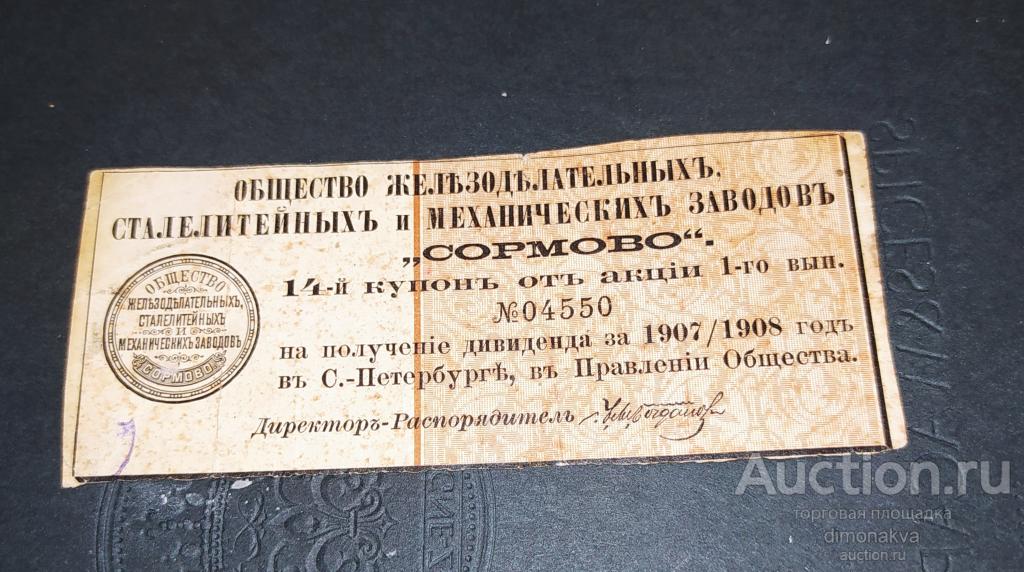 ОБЩЕСТВО ЖЕЛѢЗОДѢЛАТЕЛЬНЫХЪ,
СТАЛЕЛИТЕЙНЫХЪ и МЕХАНИЧЕСКИХЪ ЗАВОДОВЪ
„СОРМОВО“.
14-й купонъ отъ акціи 1-го вып.
№04550
на полученіе дивиденда за 1907/1908 годъ
въ С.-Петербургѣ, въ Правленіи Общества.
Директоръ-Распорядитель
ОБЩЕСТВО
ЖЕЛѢЗОДѢЛАТЕЛЬНЫХЪ,
СТАЛЕЛИТЕЙНЫХЪ
И
МЕХАНИЧЕСКИХЪ ЗАВОДОВЪ
СОРМОВО
Auction.ru
торговая площадка
dimonakva
auction.ru